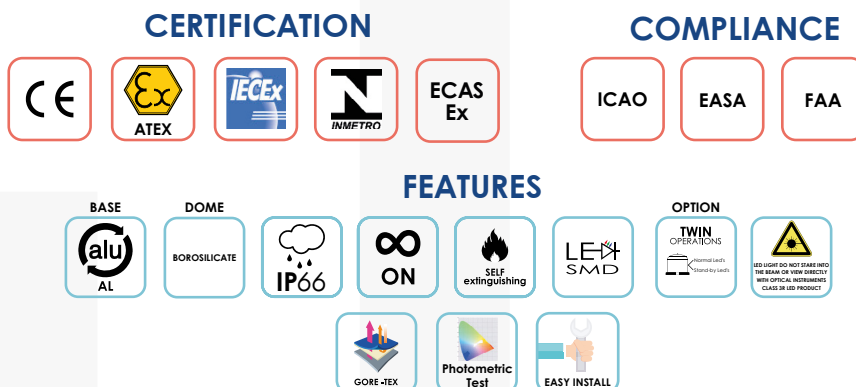 CERTIFICATION
COMPLIANCE
CE
Ex
ATEX
IECEx
N
INMETRO
ECAS
Ex
ICAO
EASA
FAA
FEATURES
BASE
alu
AL
DOME
BOROSILICATE
IP66
∞
ON
SELF
extinguishing
LED
SMD
OPTION
TWIN
OPERATIONS
Normal Led's
Stand-by Led's
LED LIGHT DO NOT STARE INTO
THE BEAM OR VIEW DIRECTLY
WITH OPTICAL INSTRUMENTS
CLASS 3R LED PRODUCT
GORE-TEX
Photometric
Test
EASY INSTALL